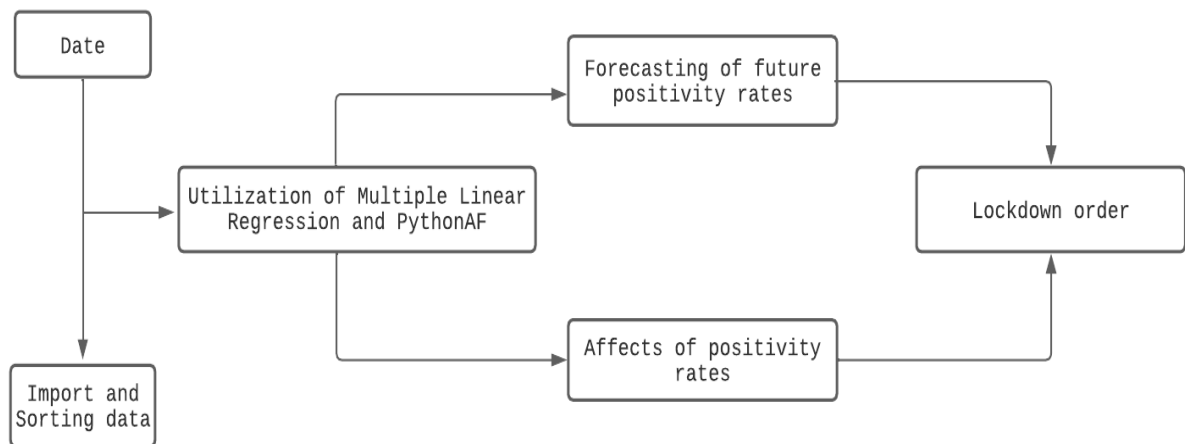 Date
Forecasting of future
positivity rates
Utilization of Multiple Linear
Regression and PythonAF
Lockdown order
Affects of positivity
rates
Import and
Sorting data